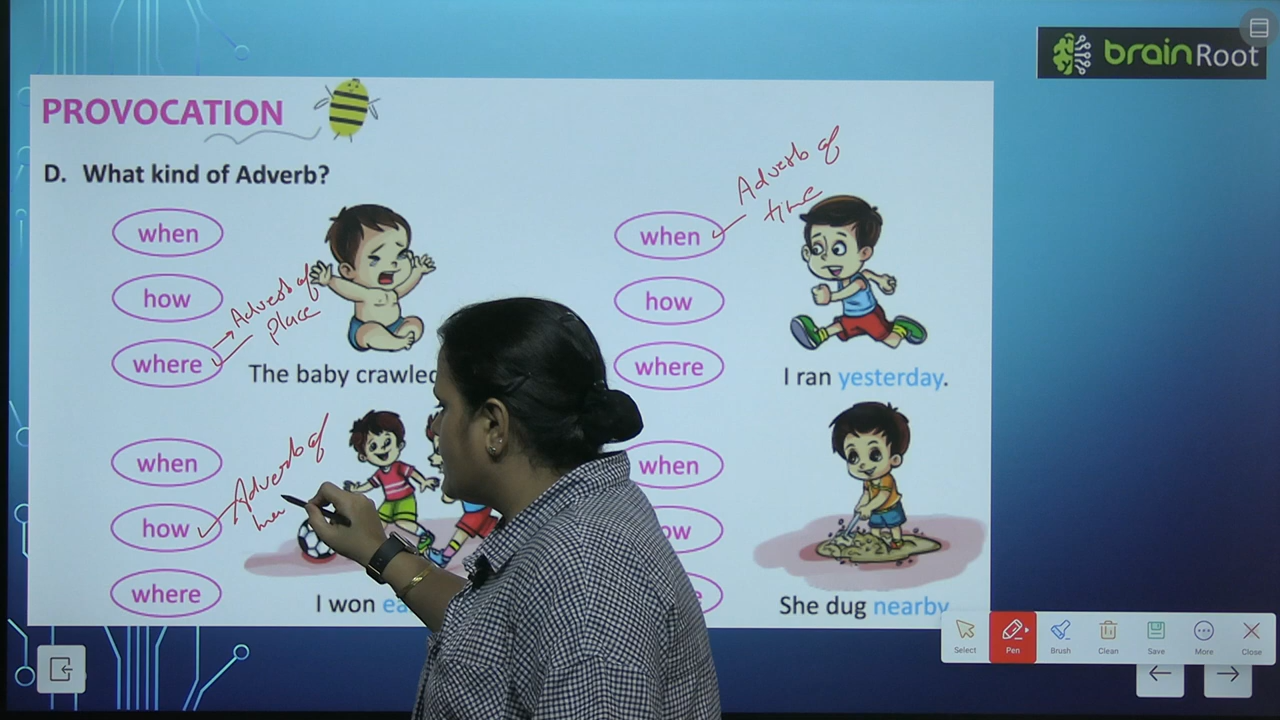 brainRoot
PROVOCATION
D. What kind of Adverb?
when
how
where
Adverb of
place
The baby crawled
when
how
where
Adverb of
time
I ran yesterday.
when
how
where
Adverb of
I won
when
She dug nearby
Select
Pen
Brush
Clean
Save
More
Close